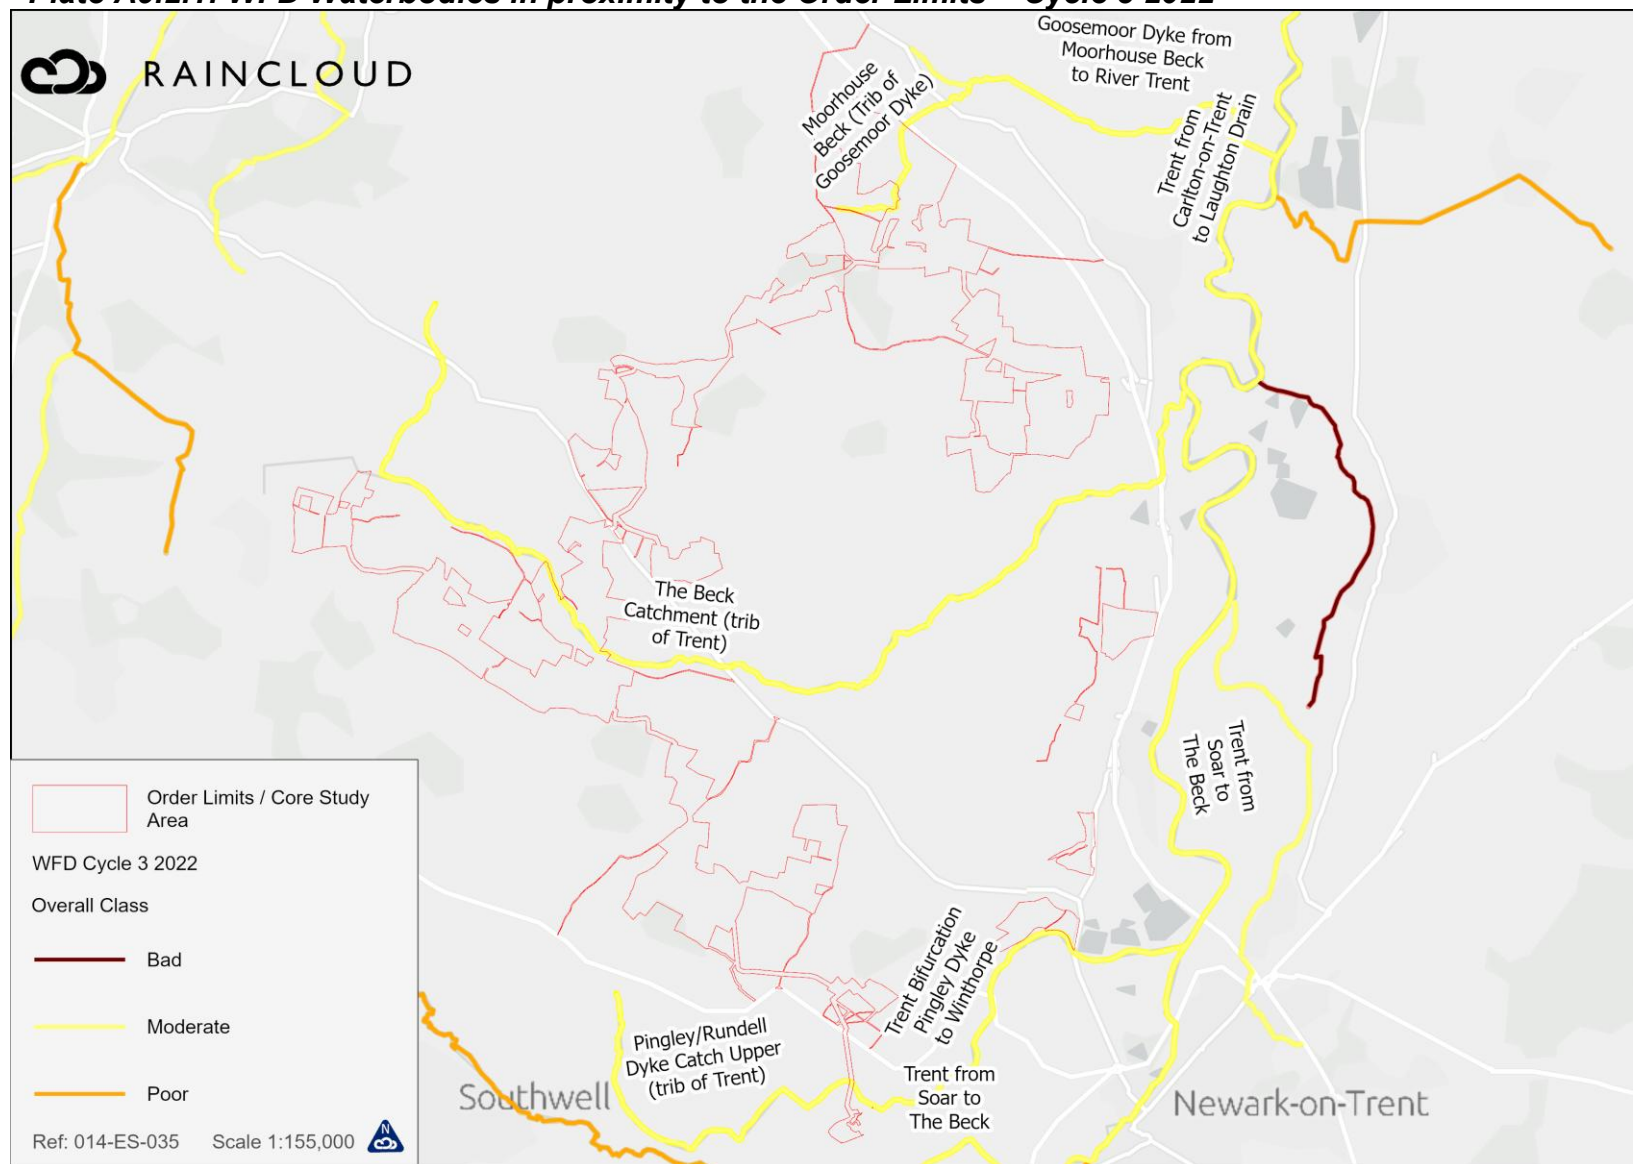 RAINCLOUD
Goosemoor Dyke from
Moorhouse Beck
to River Trent
Moorhouse
Beck (Trib of
Goosemoor Dyke)
Trent from
Carlton-on-Trent
to Laughton Drain
The Beck
Catchment (trib
of Trent)
Trent from
Soar to
The Beck
Trent Bifurcation
Pingley Dyke
to Winthorpe
Pingley/Rundell
Dyke Catch Upper
(trib of Trent)
Trent from
Soar to
The Beck
Southwell
Newark-on-Trent
Order Limits / Core Study
Area
WFD Cycle 3 2022
Overall Class
Bad
Moderate
Poor
Ref: 014-ES-035 Scale 1:155,000
N